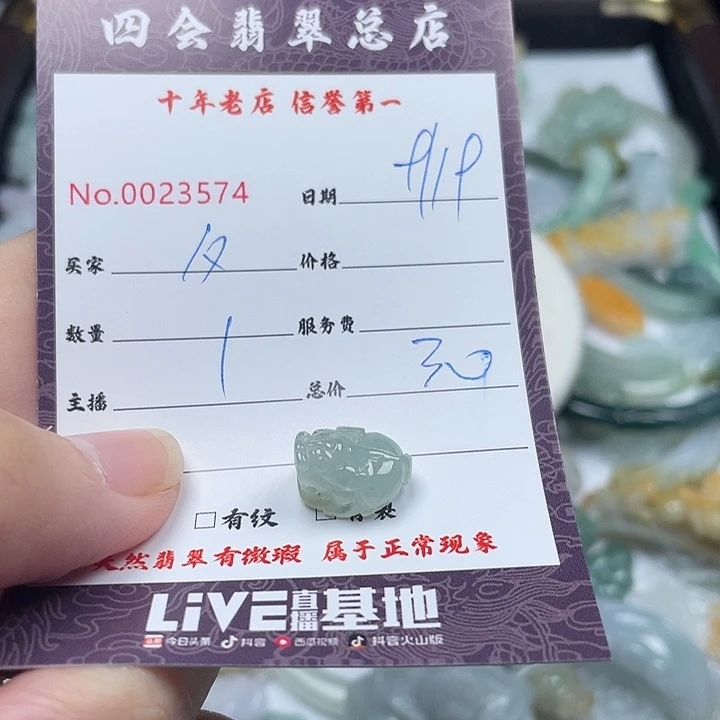 四会翡翠总店
十年老店 信誉第一
No.0023574 日期 9/19
买家 价格
数量 1 服务费
主播 总价 30
□有纹 □有裂
天然翡翠有微瑕 属于正常现象
LiVE直播基地
今日头条 抖音 西瓜视频 抖音火山版